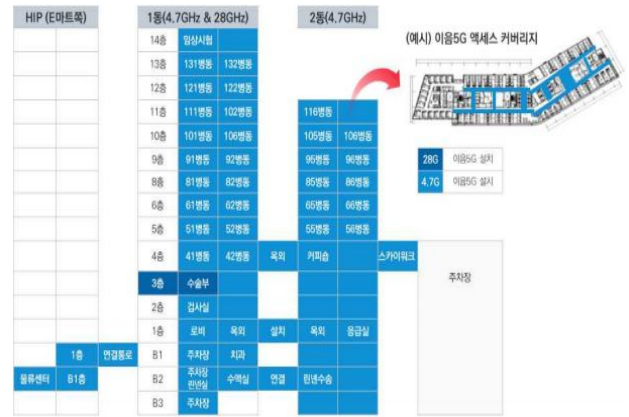 HIP (E마트쪽) 1동(4.7GHz & 28GHz) 2동(4.7GHz)
(예시) 이음5G 액세스 커버리지
14층 임상시험
13층 131병동 132병동
12층 121병동 122병동
11층 111병동 102병동 116병동
10층 101병동 106병동 105병동 106병동
9층 91병동 92병동 95병동 96병동
8층 81병동 82병동 85병동 86병동
6층 61병동 62병동 65병동 66병동
5층 51병동 52병동 55병동 56병동
28G 이음5G 설치
4.7G 이음5G 설치
4층 41병동 42병동 옥외 커피숍 스카이워크
주차장
3층 수술부
2층 검사실
1층 로비 옥외 설치 옥외 응급실
1층 연결통로 B1 주차장 치과
물류센터 B1층 B2 주차장 린넨실 수액실 연결 린넨수송
B3 주차장